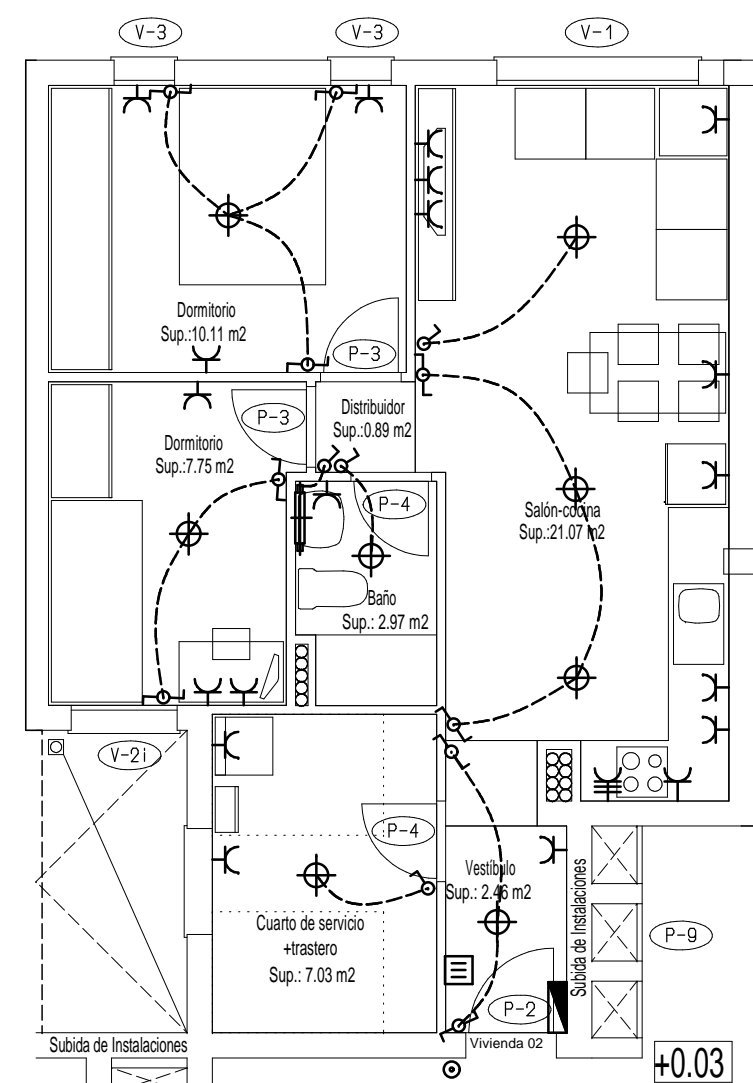 V-3
V-3
V-1
Dormitorio
Sup.:10.11 m2
P-3
P-3
Distribuidor
Sup.:0.89 m2
Dormitorio
Sup.:7.75 m2
P-4
Salón-cocina
Sup.:21.07 m2
Baño
Sup.: 2.97 m2
V-2i
P-4
Vestíbulo
Sup.: 2.46 m2
Subida de Instalaciones
Cuarto de servicio
+trastero
Sup.: 7.03 m2
P-9
P-2
Vivienda 02
Subida de Instalaciones
+0.03